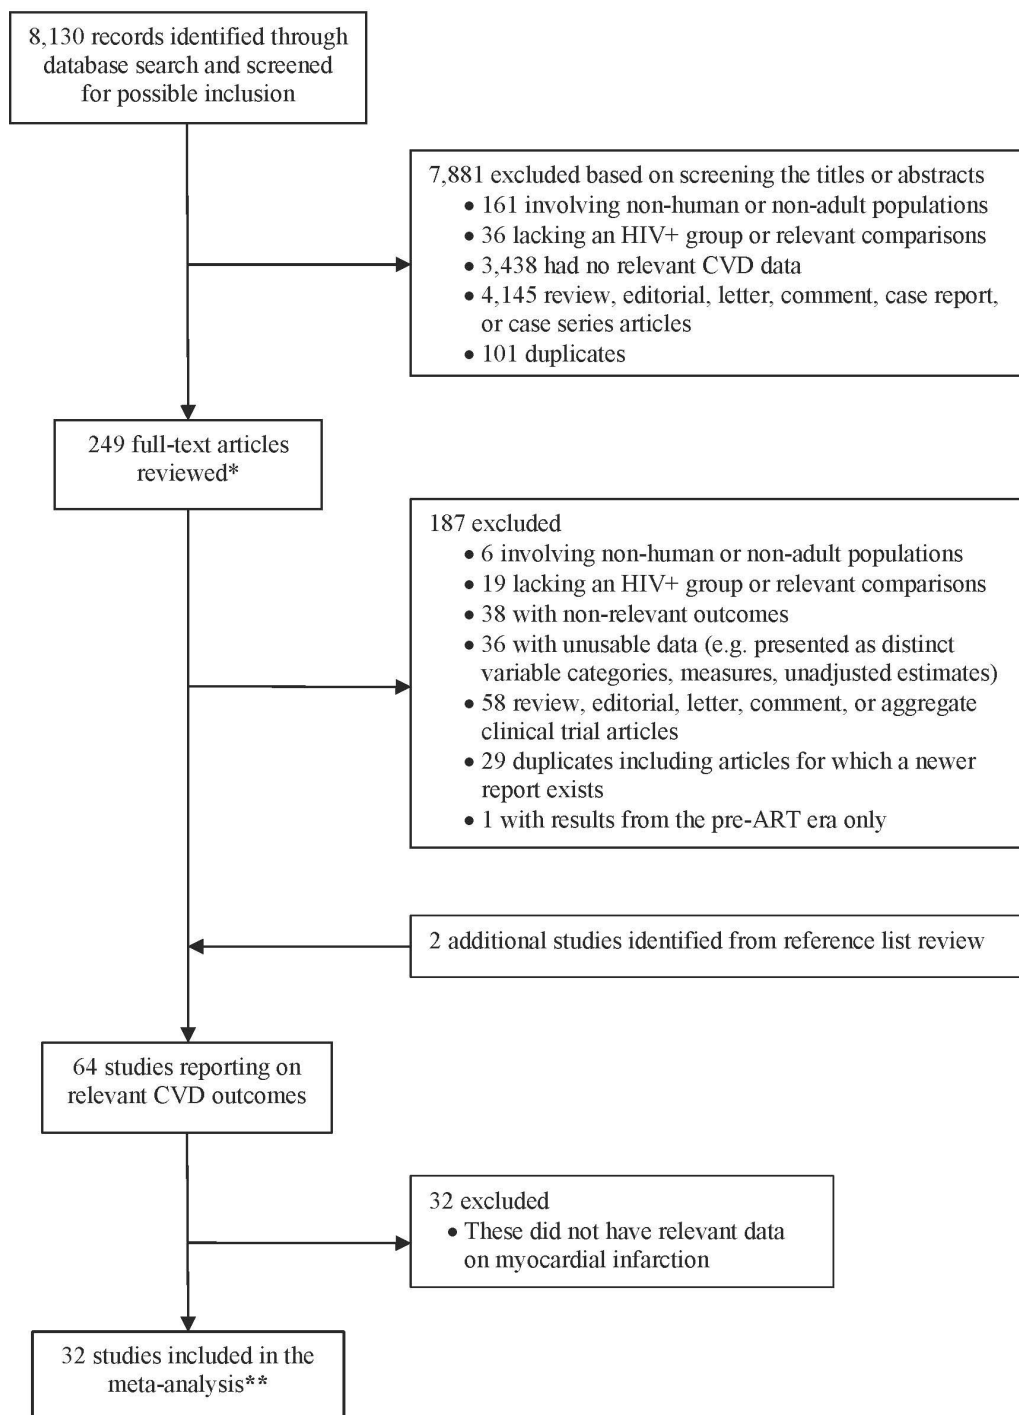 8,130 records identified through
database search and screened
for possible inclusion
7,881 excluded based on screening the titles or abstracts
• 161 involving non-human or non-adult populations
• 36 lacking an HIV+ group or relevant comparisons
• 3,438 had no relevant CVD data
• 4,145 review, editorial, letter, comment, case report,
or case series articles
• 101 duplicates
249 full-text articles
reviewed*
187 excluded
• 6 involving non-human or non-adult populations
• 19 lacking an HIV+ group or relevant comparisons
• 38 with non-relevant outcomes
• 36 with unusable data (e.g. presented as distinct
variable categories, measures, unadjusted estimates)
• 58 review, editorial, letter, comment, or aggregate
clinical trial articles
• 29 duplicates including articles for which a newer
report exists
• 1 with results from the pre-ART era only
2 additional studies identified from reference list review
64 studies reporting on
relevant CVD outcomes
32 excluded
• These did not have relevant data
on myocardial infarction
32 studies included in the
meta-analysis**